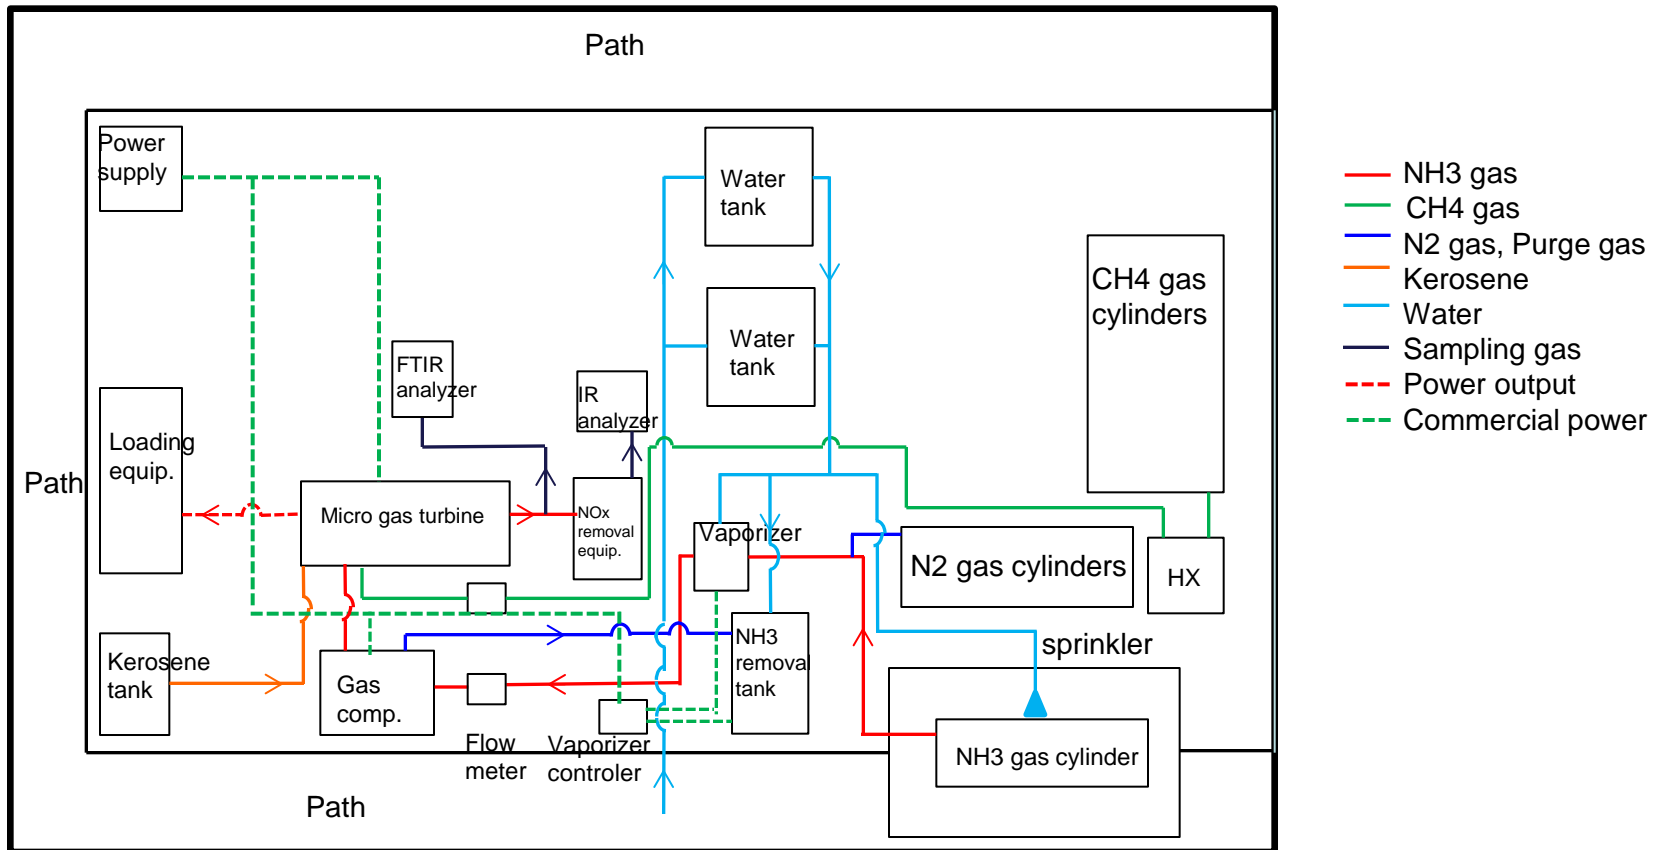 Path
Power
supply
Water
tank
NH3 gas
CH4 gas
N2 gas, Purge gas
Kerosene
Water
Sampling gas
Power output
Commercial power
CH4 gas
cylinders
Water
tank
FTIR
analyzer
IR
analyzer
Loading
equip.
Path
Micro gas turbine
NOx
removal
equip.
Vaporizer
N2 gas cylinders
HX
Kerosene
tank
Gas
comp.
NH3
removal
tank
sprinkler
Flow
meter
Vaporizer
controler
NH3 gas cylinder
Path